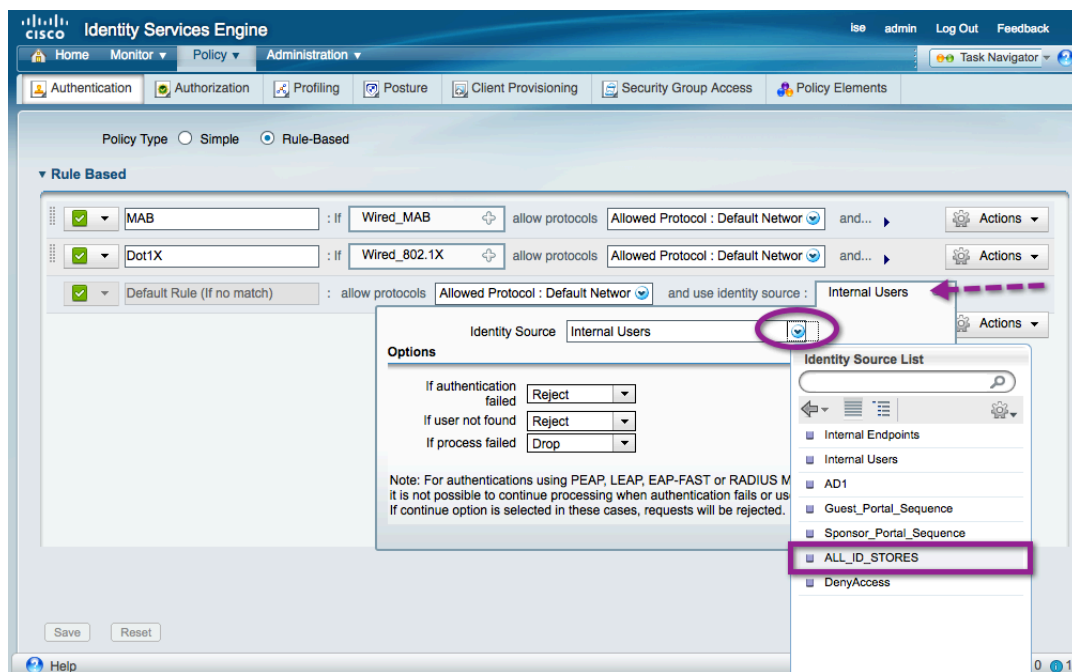 cisco Identity Services Engine ise admin Log Out Feedback
Home Monitor Policy Administration Task Navigator
Authentication Authorization Profiling Posture Client Provisioning Security Group Access Policy Elements
Policy Type Simple Rule-Based
Rule Based
MAB : If Wired_MAB allow protocols Allowed Protocol : Default Networ and... Actions
Dot1X : If Wired_802.1X allow protocols Allowed Protocol : Default Networ and... Actions
Default Rule (If no match) : allow protocols Allowed Protocol : Default Networ and use identity source : Internal Users
Actions
Identity Source Internal Users
Options
If authentication
failed Reject
If user not found Reject
If process failed Drop
Note: For authentications using PEAP, LEAP, EAP-FAST or RADIUS M
it is not possible to continue processing when authentication fails or us
If continue option is selected in these cases, requests will be rejected.
Identity Source List
Internal Endpoints
Internal Users
AD1
Guest_Portal_Sequence
Sponsor_Portal_Sequence
ALL_ID_STORES
DenyAccess
Save Reset
Help 0 1